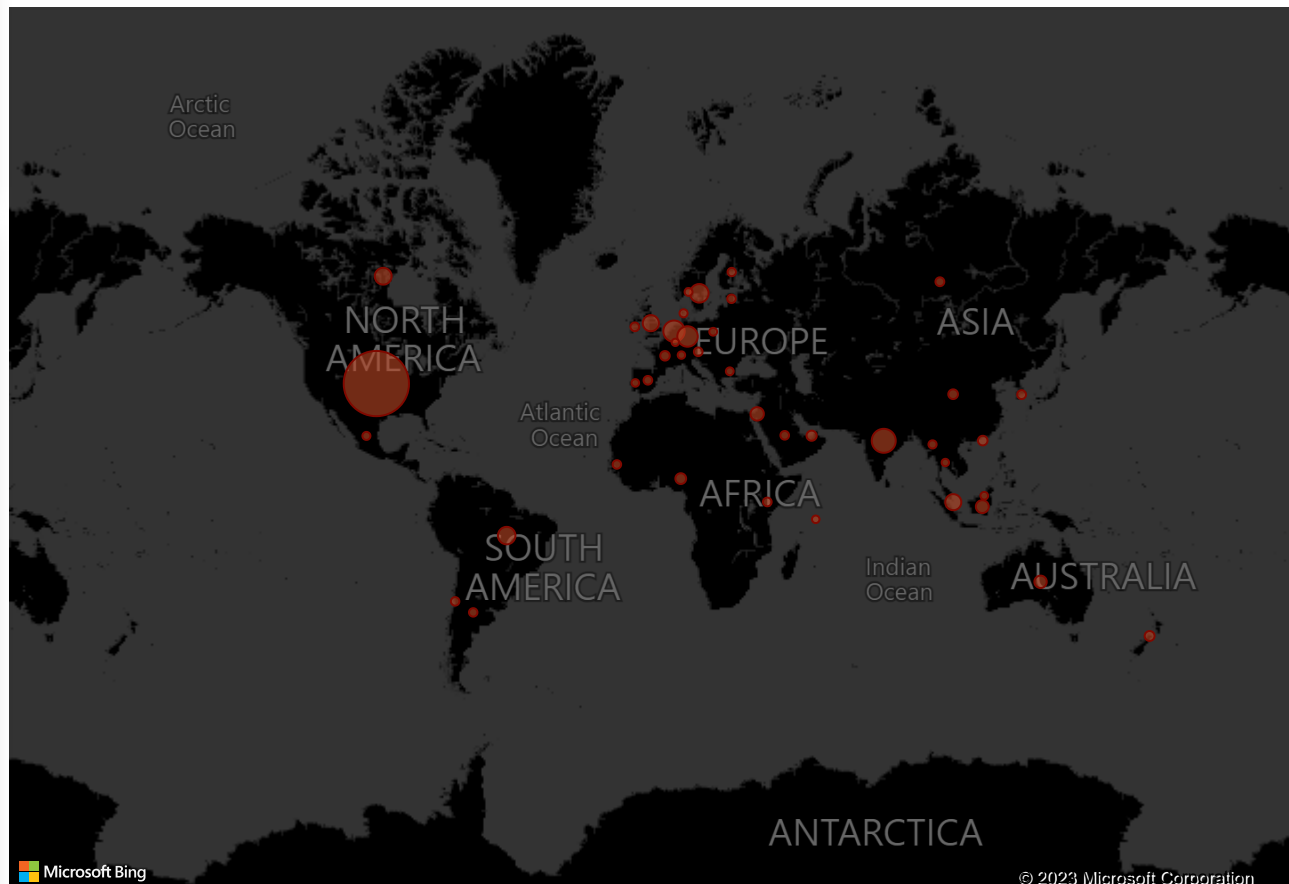 Arctic
Ocean
NORTH
AMERICA
EUROPE
ASIA
Atlantic
Ocean
AFRICA
SOUTH
AMERICA
Indian
Ocean
AUSTRALIA
ANTARCTICA
Microsoft Bing
© 2023 Microsoft Corporation